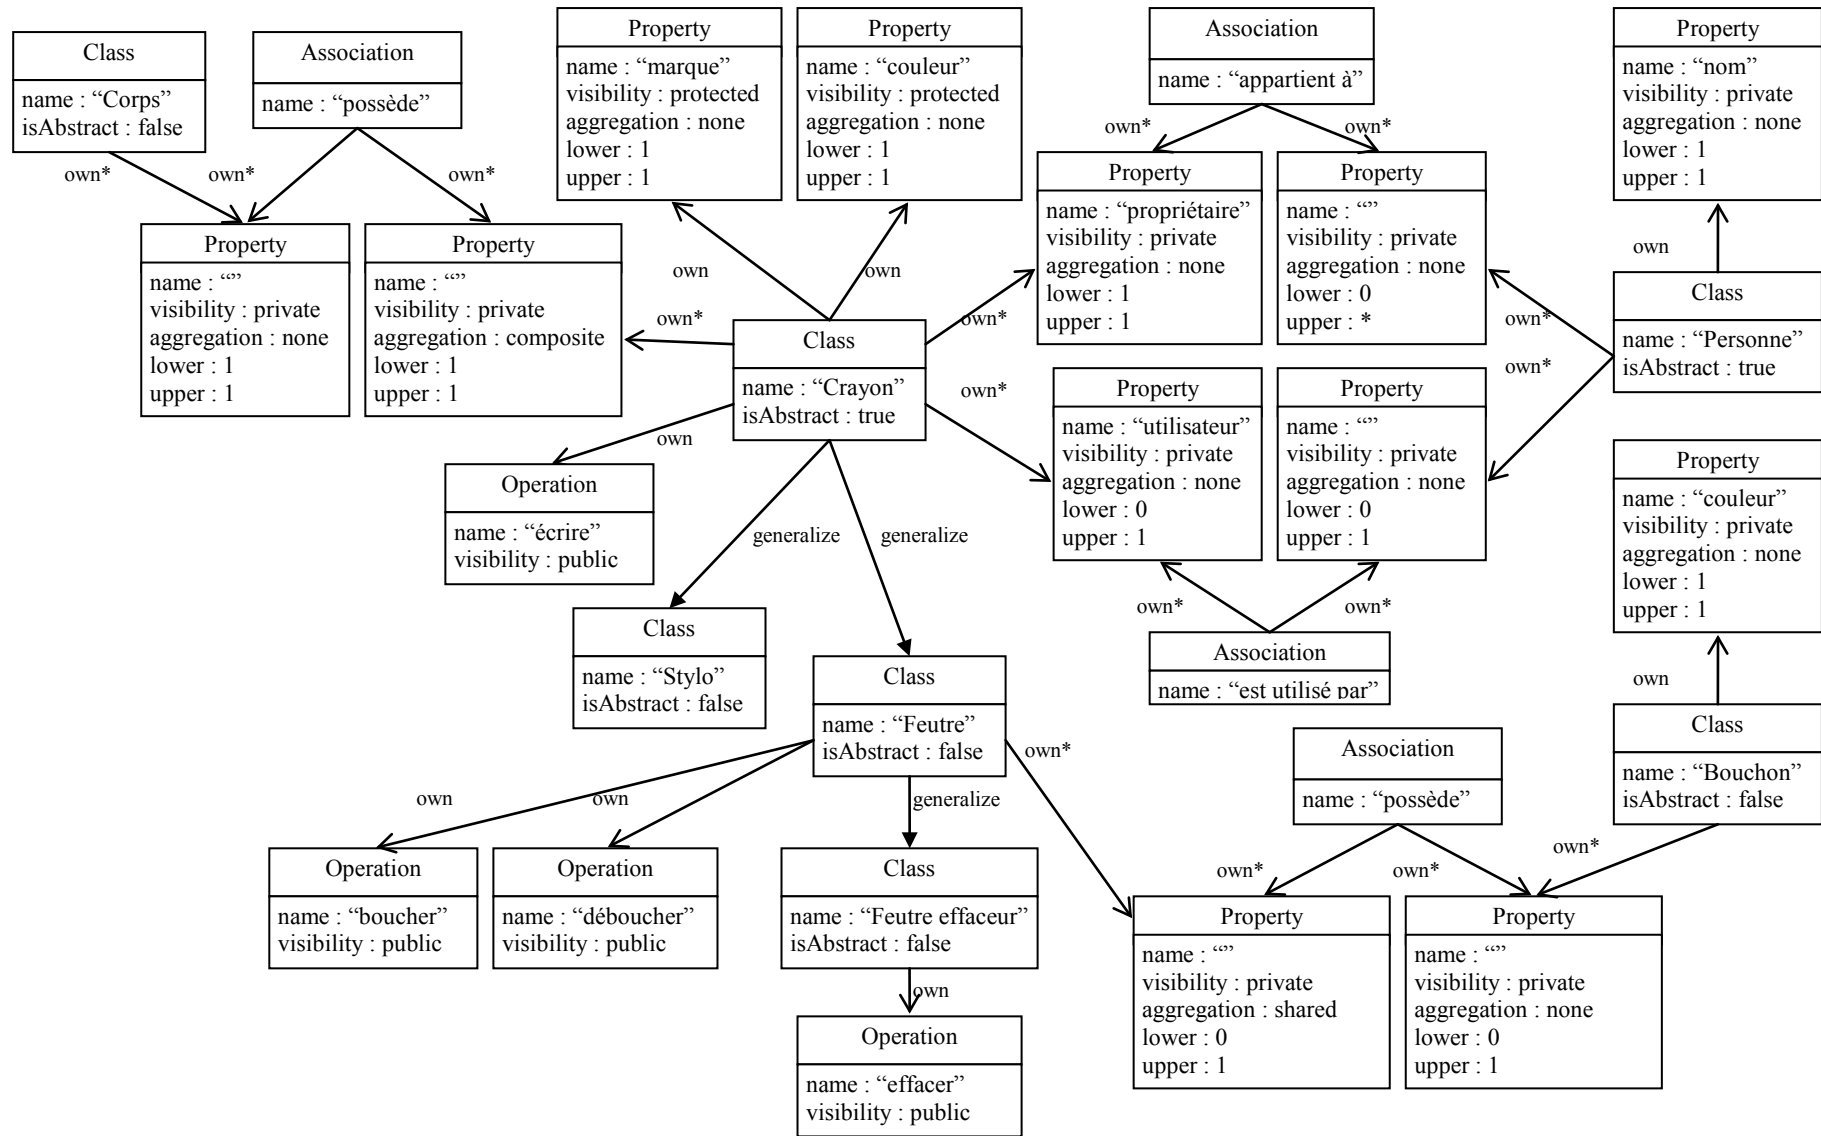 Class
name : “Corps”
isAbstract : false
Association
name : “possède”
Property
name : “marque”
visibility : protected
aggregation : none
lower : 1
upper : 1
Property
name : “couleur”
visibility : protected
aggregation : none
lower : 1
upper : 1
Association
name : “appartient à”
Property
name : “nom”
visibility : private
aggregation : none
lower : 1
upper : 1
own*
own*
own*
own*
own*
Property
name : “”
visibility : private
aggregation : none
lower : 1
upper : 1
Property
name : “”
visibility : private
aggregation : composite
lower : 1
upper : 1
own
own
own*
Property
name : “propriétaire”
visibility : private
aggregation : none
lower : 1
upper : 1
Property
name : “”
visibility : private
aggregation : none
lower : 0
upper : *
own
Class
name : “Crayon”
isAbstract : true
own*
own*
own*
own*
Class
name : “Personne”
isAbstract : true
own
Operation
name : “écrire”
visibility : public
generalize
generalize
Property
name : “utilisateur”
visibility : private
aggregation : none
lower : 0
upper : 1
Property
name : “”
visibility : private
aggregation : none
lower : 0
upper : 1
Property
name : “couleur”
visibility : private
aggregation : none
lower : 1
upper : 1
own*
own*
Association
name : “est utilisé par”
own
Class
name : “Stylo”
isAbstract : false
Class
name : “Feutre”
isAbstract : false
own*
Association
name : “possède”
Class
name : “Bouchon”
isAbstract : false
own
own
generalize
own*
own*
own*
Operation
name : “boucher”
visibility : public
Operation
name : “déboucher”
visibility : public
Class
name : “Feutre effaceur”
isAbstract : false
own
Operation
name : “effacer”
visibility : public
Property
name : “”
visibility : private
aggregation : shared
lower : 0
upper : 1
Property
name : “”
visibility : private
aggregation : none
lower : 0
upper : 1